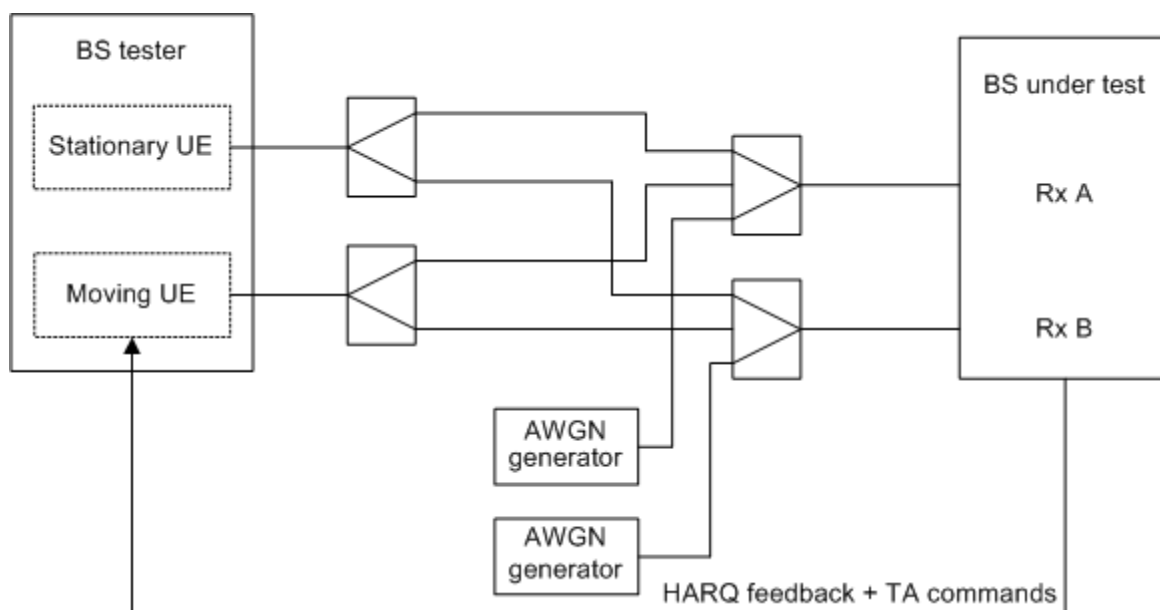 BS tester
Stationary UE
Moving UE
BS under test
Rx A
Rx B
AWGN
generator
AWGN
generator
HARQ feedback + TA commands